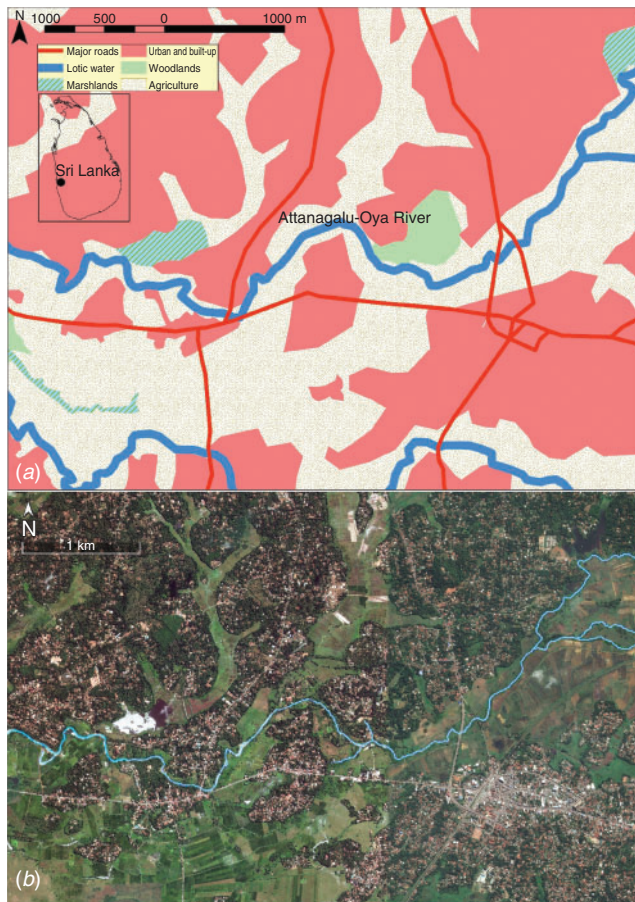 1000 500 0 1000 m
N
Major roads Urban and built-up
Lotic water Woodlands
Marshlands Agriculture
Sri Lanka
Attanagalu-Oya River
(a)
N
1 km
(b)